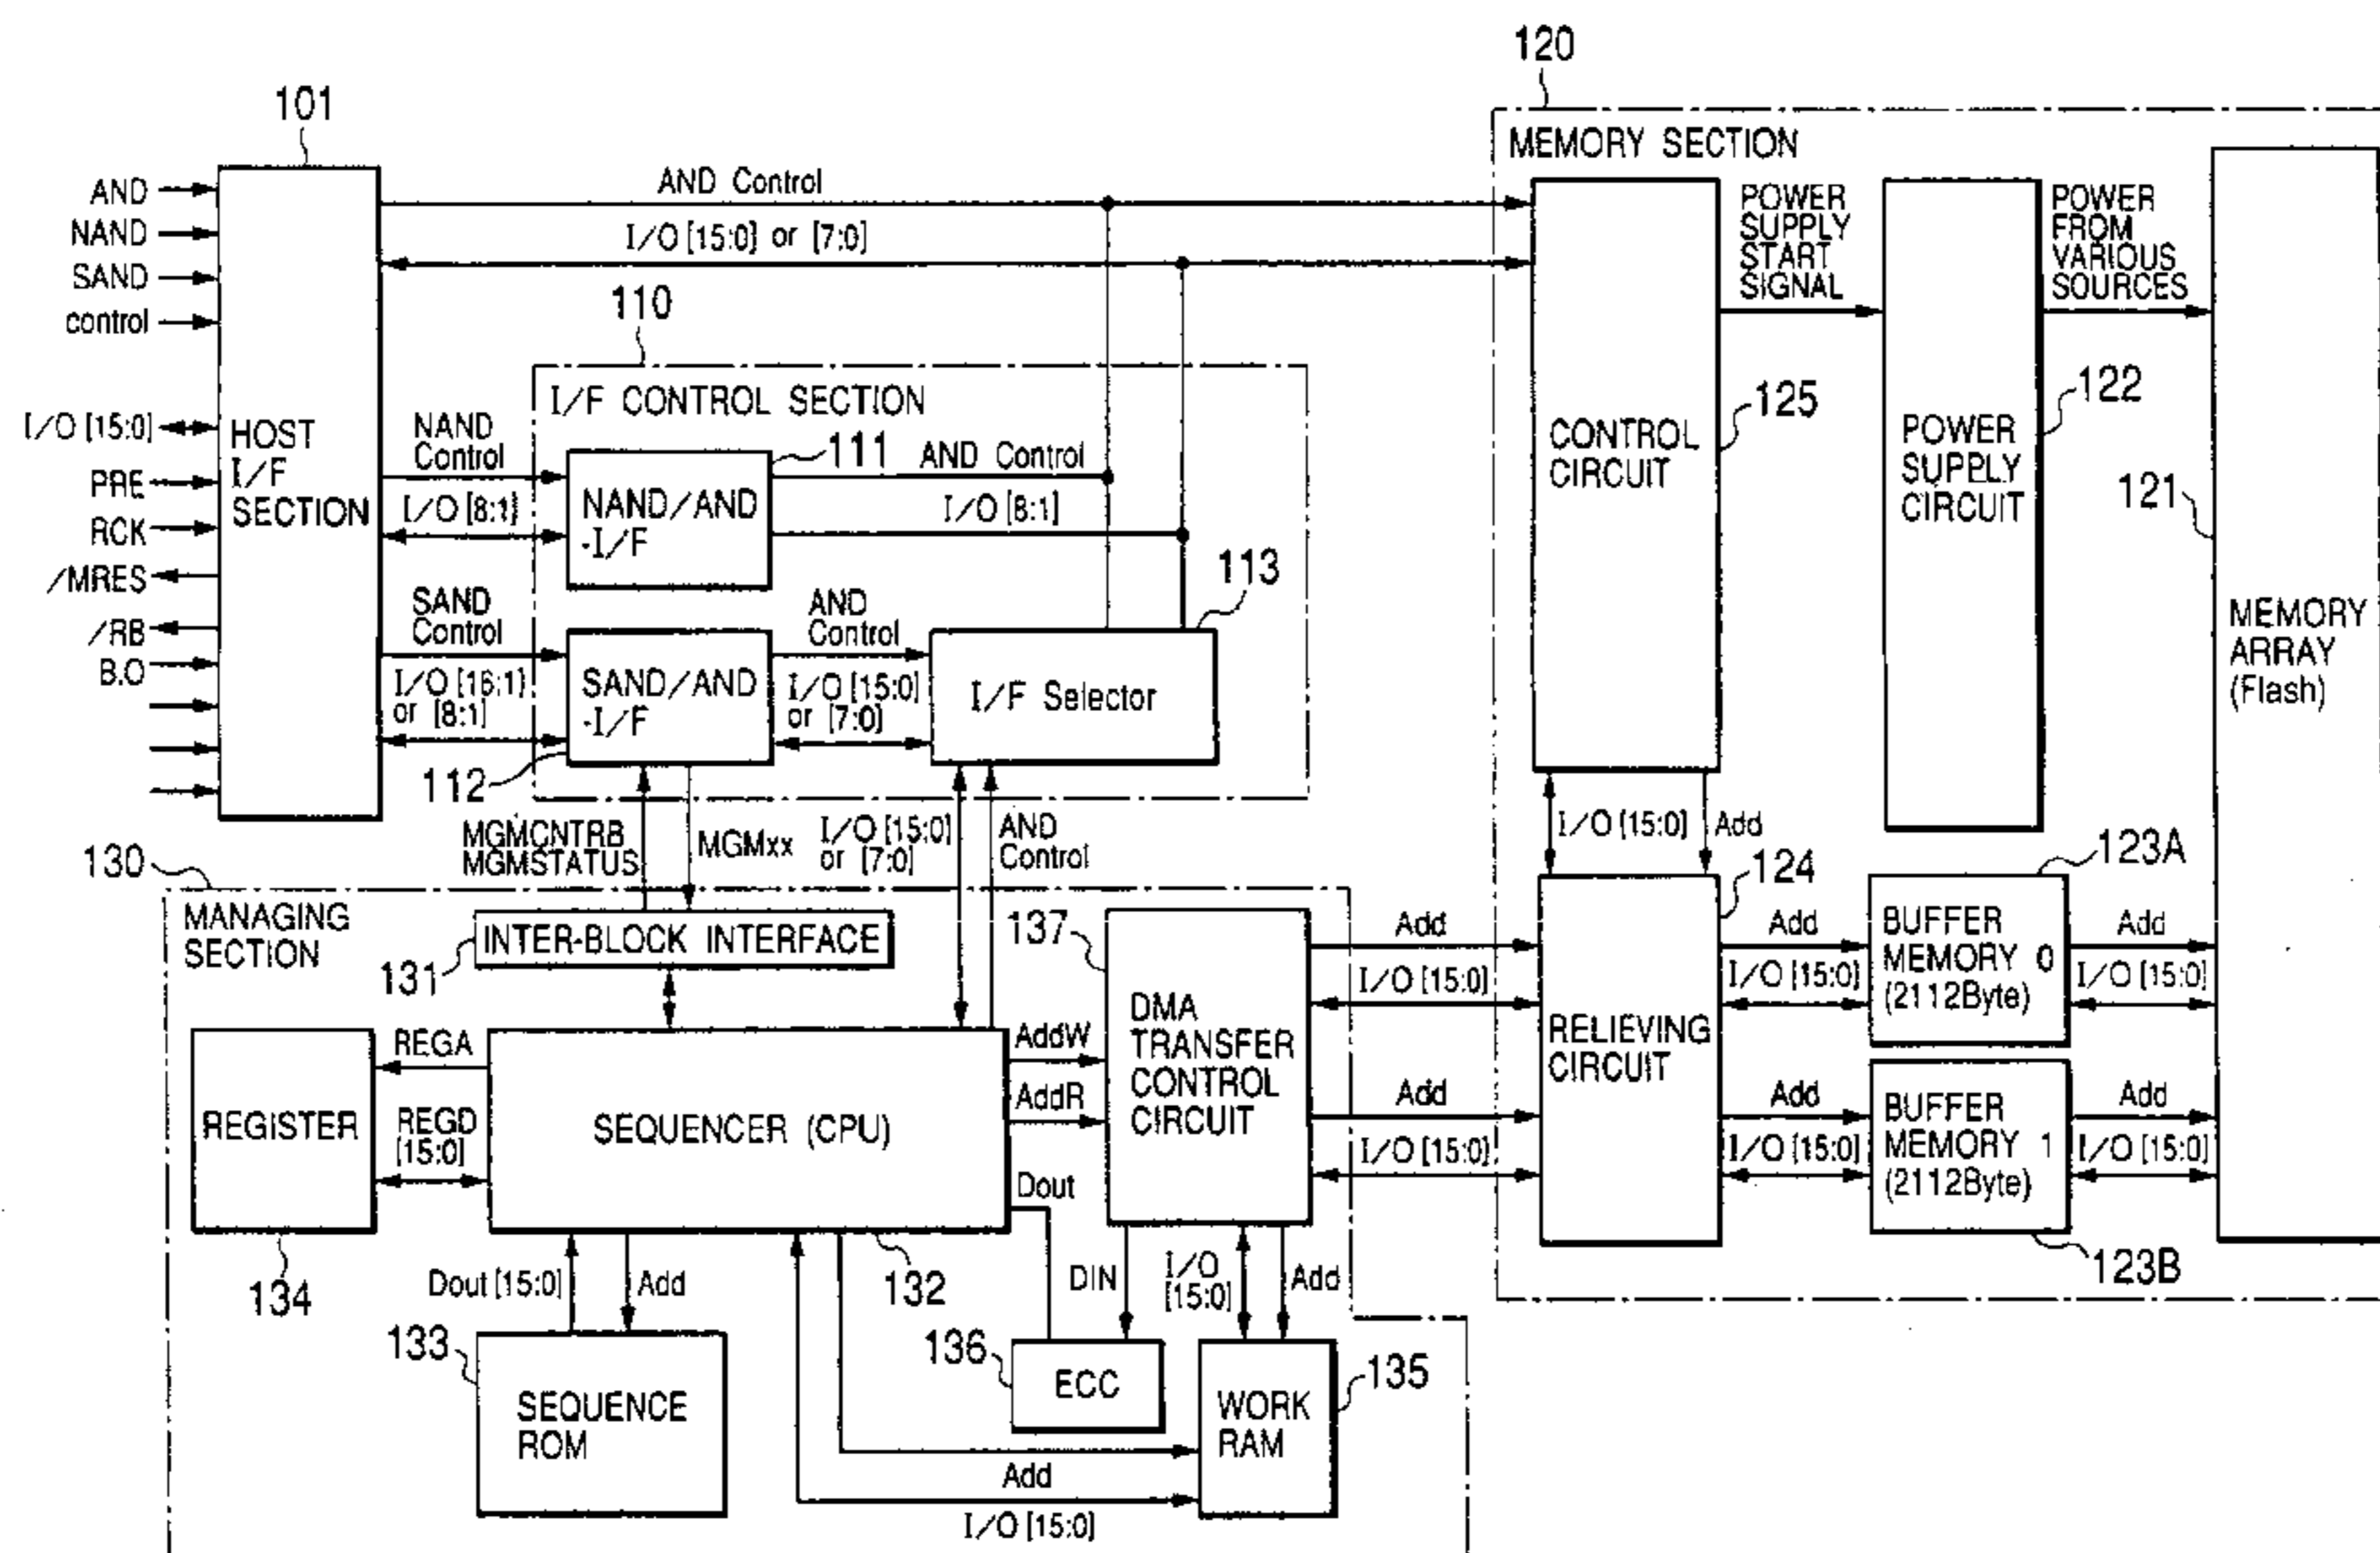 120
101
MEMORY SECTION
AND
NAND
SAND
control
I/O [15:0]
PRE
RCK
/MRES
/RB
B.O
HOST
I/F
SECTION
AND Control
I/O [15:0] or [7:0]
110
I/F CONTROL SECTION
NAND
Control
I/O [8:1]
NAND/AND
-I/F
111
AND Control
I/O [8:1]
113
SAND
Control
I/O [16:1]
or [8:1]
SAND/AND
-I/F
112
AND
Control
I/O [15:0]
or [7:0]
I/F Selector
CONTROL
CIRCUIT
125
POWER
SUPPLY
START
SIGNAL
POWER
SUPPLY
CIRCUIT
122
POWER
FROM
VARIOUS
SOURCES
121
MEMORY
ARRAY
(Flash)
MGMCNTRB
MGMSTATUS
MGMxx
I/O [15:0]
or [7:0]
AND
Control
I/O [15:0]
Add
130
MANAGING
SECTION
INTER-BLOCK INTERFACE
131
137
DMA
TRANSFER
CONTROL
CIRCUIT
Add
I/O [15:0]
Add
I/O [15:0]
124
RELIEVING
CIRCUIT
Add
I/O [15:0]
Add
I/O [15:0]
123A
BUFFER
MEMORY 0
(2112Byte)
BUFFER
MEMORY 1
(2112Byte)
123B
Add
I/O [15:0]
Add
I/O [15:0]
REGISTER
134
REGA
REGD
[15:0]
SEQUENCER (CPU)
132
AddW
AddR
Dout
Dout [15:0]
Add
133
SEQUENCE
ROM
DIN
I/O
[15:0]
Add
136
ECC
WORK
RAM
135
Add
I/O [15:0]